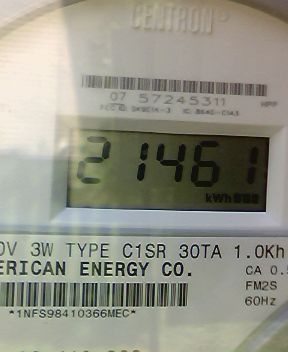 CENTRON
07 57245311 HPP
21461
kWh
0V 3W TYPE C1SR 30TA 1.0Kh
ERICAN ENERGY CO. CA 0.5
FM2S
*1NFS98410366MEC* 60Hz